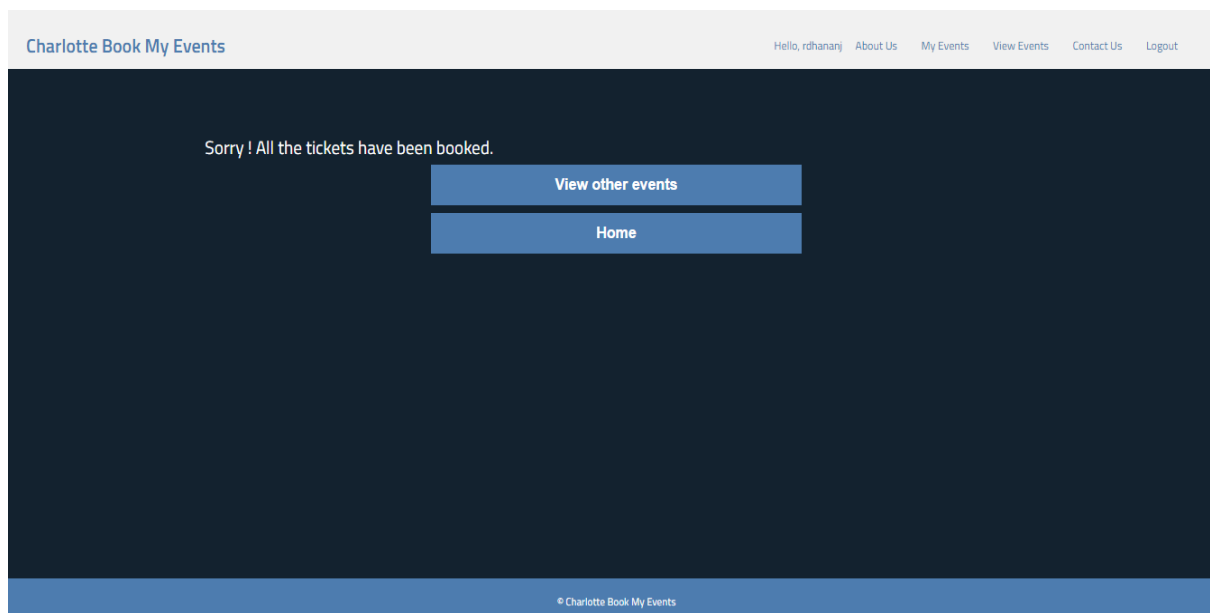 Charlotte Book My Events
Hello, rdhananj About Us My Events View Events Contact Us Logout
Sorry ! All the tickets have been booked.
View other events
Home
© Charlotte Book My Events